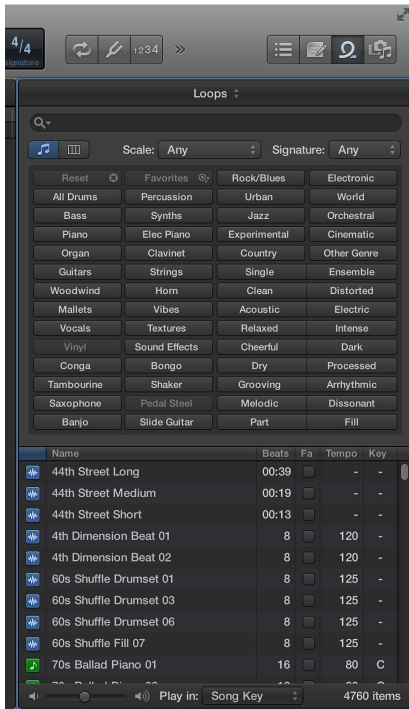 4/4
signature
1234
Loops
Scale: Any Signature: Any
Reset Favorites Rock/Blues Electronic
All Drums Percussion Urban World
Bass Synths Jazz Orchestral
Piano Elec Piano Experimental Cinematic
Organ Clavinet Country Other Genre
Guitars Strings Single Ensemble
Woodwind Horn Clean Distorted
Mallets Vibes Acoustic Electric
Vocals Textures Relaxed Intense
Vinyl Sound Effects Cheerful Dark
Conga Bongo Dry Processed
Tambourine Shaker Grooving Arrhythmic
Saxophone Pedal Steel Melodic Dissonant
Banjo Slide Guitar Part Fill
Name Beats Fa Tempo Key
44th Street Long 00:39 - -
44th Street Medium 00:19 - -
44th Street Short 00:13 - -
4th Dimension Beat 01 8 120 -
4th Dimension Beat 02 8 120 -
60s Shuffle Drumset 01 8 125 -
60s Shuffle Drumset 03 8 125 -
60s Shuffle Drumset 06 8 125 -
60s Shuffle Fill 07 8 125 -
70s Ballad Piano 01 16 80 C
Play in: Song Key 4760 items